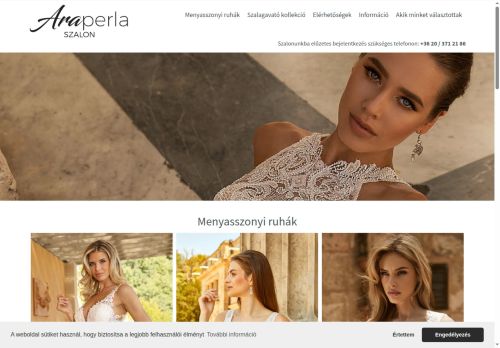 Araperla
SZALON
Menyasszonyi ruhák Szalagavató kollekció Elérhetőségek Információ Akik minket választottak
Szalonunkba előzetes bejelentkezés szükséges telefonon: +36 20 / 371 21 86
Menyasszonyi ruhák
A weboldal sütiket használ, hogy biztosítsa a legjobb felhasználói élményt További információ Értettem Engedélyezés